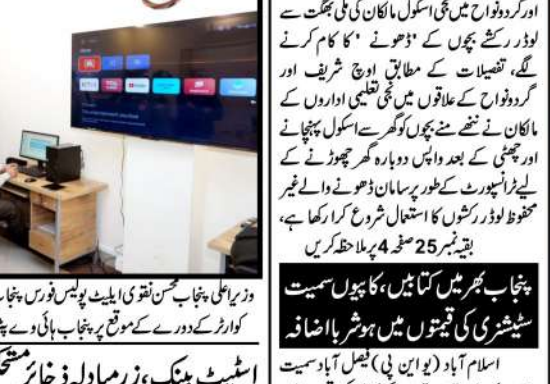 اور گردونواح میں نجی اسکول مالکان کی ملی بھگت سے
لوڈر رکشے بچوں کے 'ڈھونے' کا کام کرنے
لگے، تفصیلات کے مطابق اوچ شریف اور
گردونواح کے علاقوں میں نجی تعلیمی اداروں کے
مالکان نے ننھے منے بچوں کو گھر سے اسکول پہنچانے
اور چھٹی کے بعد واپس دوبارہ گھر چھوڑنے کے
لیے ٹرانسپورٹ کے طور پر سامان ڈھونے والے غیر
محفوظ لوڈر رکشوں کا استعمال شروع کرا رکھا ہے،
بقیہ نمبر 25 صفحہ 4 پر ملاحظہ کریں
پنجاب بھر میں کتابیں، کاپیوں سمیت
سٹیشنری کی قیمتوں میں ہوشربا اضافہ
اسلام آباد (یو این پی) فیصل آباد سمیت
وزیراعلی پنجاب محسن نقوی ایلیٹ پولیس فورس پنجاب
کوارٹر کے دورے کے موقع پر پنجاب ہائی وے
اسٹیٹ بینک، زرمبادلہ ذخائر